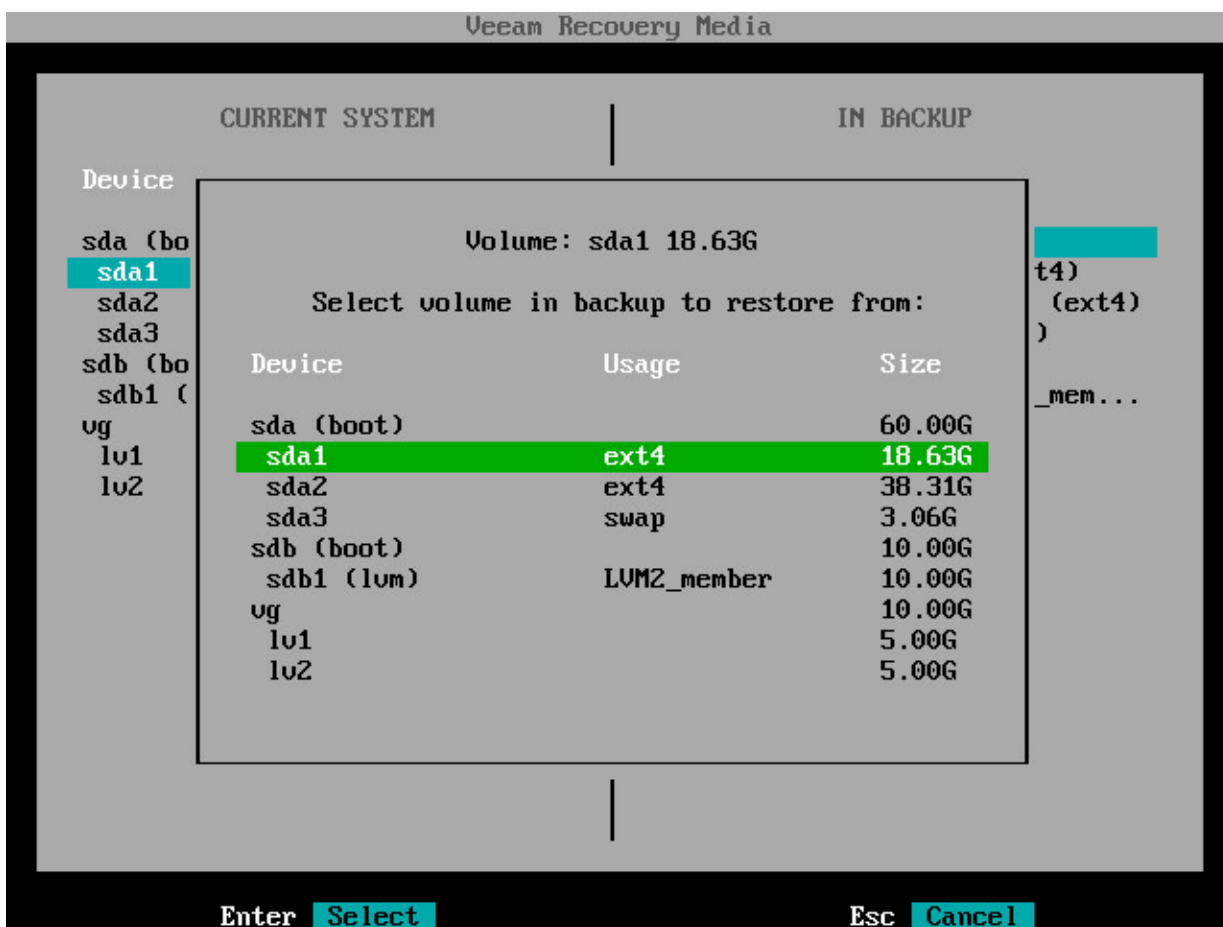 Veeam Recovery Media
CURRENT SYSTEM IN BACKUP
Device
sda (bo
sda1
sda2
sda3
sdb (bo
sdb1 (
vg
lv1
lv2
Volume: sda1 18.63G
Select volume in backup to restore from:
Device Usage Size
sda (boot) 60.00G
sda1 ext4 18.63G
sda2 ext4 38.31G
sda3 swap 3.06G
sdb (boot) 10.00G
sdb1 (lvm) LVM2_member 10.00G
vg 10.00G
lv1 5.00G
lv2 5.00G
t4)
(ext4)
)
_mem...
Enter Select Esc Cancel